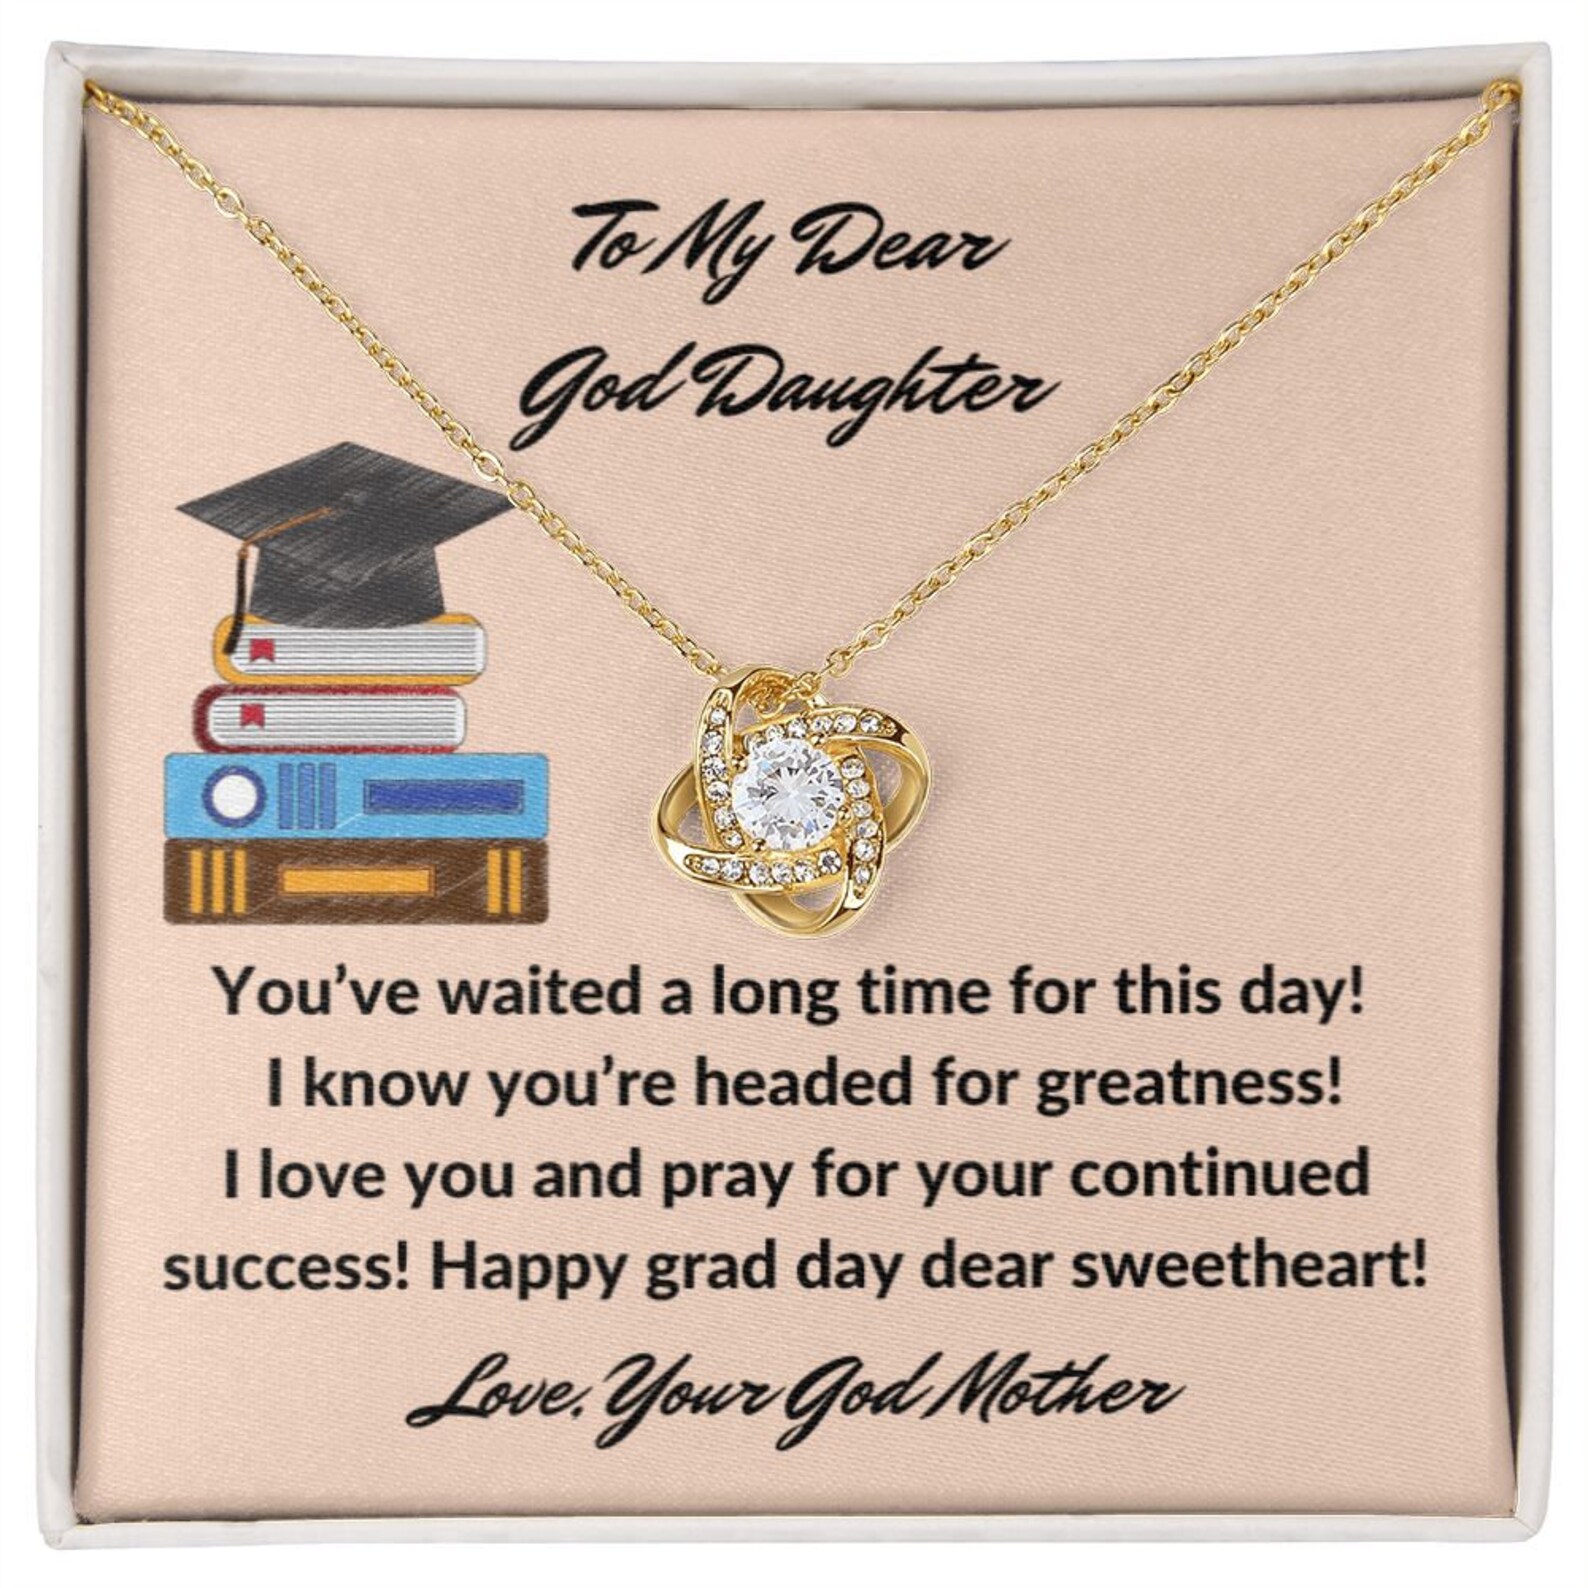 To My Dear
God Daughter
You’ve waited a long time for this day!
I know you’re headed for greatness!
I love you and pray for your continued
success! Happy grad day dear sweetheart!
Love, Your God Mother